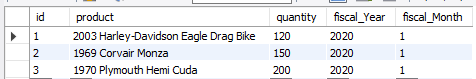 id product quantity fiscal_Year fiscal_Month
1 2003 Harley-Davidson Eagle Drag Bike 120 2020 1
2 1969 Corvair Monza 150 2020 1
3 1970 Plymouth Hemi Cuda 200 2020 1